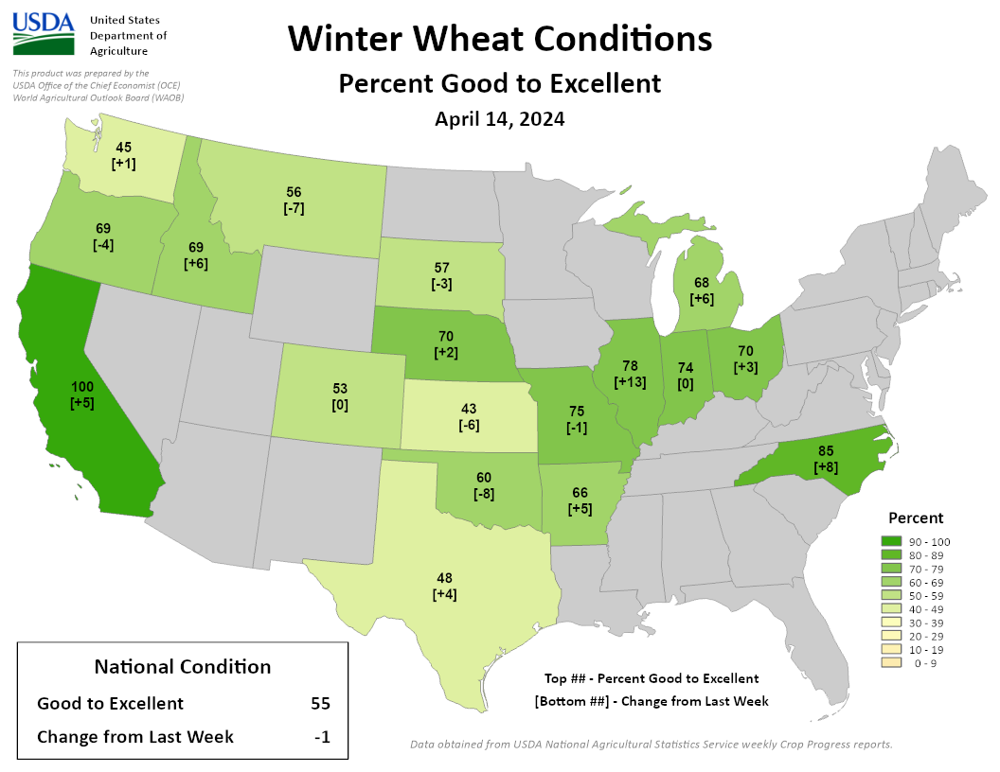 USDA
United States
Department of
Agriculture
This product was prepared by the
USDA Office of the Chief Economist (OCE)
World Agricultural Outlook Board (WAOB)
Winter Wheat Conditions
Percent Good to Excellent
April 14, 2024
45
[+1]
56
[-7]
69
[-4]
69
[+6]
57
[-3]
68
[+6]
70
[+2]
70
[+3]
78
[+13]
74
[0]
100
[+5]
53
[0]
43
[-6]
75
[-1]
85
[+8]
60
[-8]
66
[+5]
48
[+4]
Percent
90 - 100
80 - 89
70 - 79
60 - 69
50 - 59
40 - 49
30 - 39
20 - 29
10 - 19
0 - 9
National Condition
Good to Excellent 55
Change from Last Week -1
Top ## - Percent Good to Excellent
[Bottom ##] - Change from Last Week
Data obtained from USDA National Agricultural Statistics Service weekly Crop Progress reports.